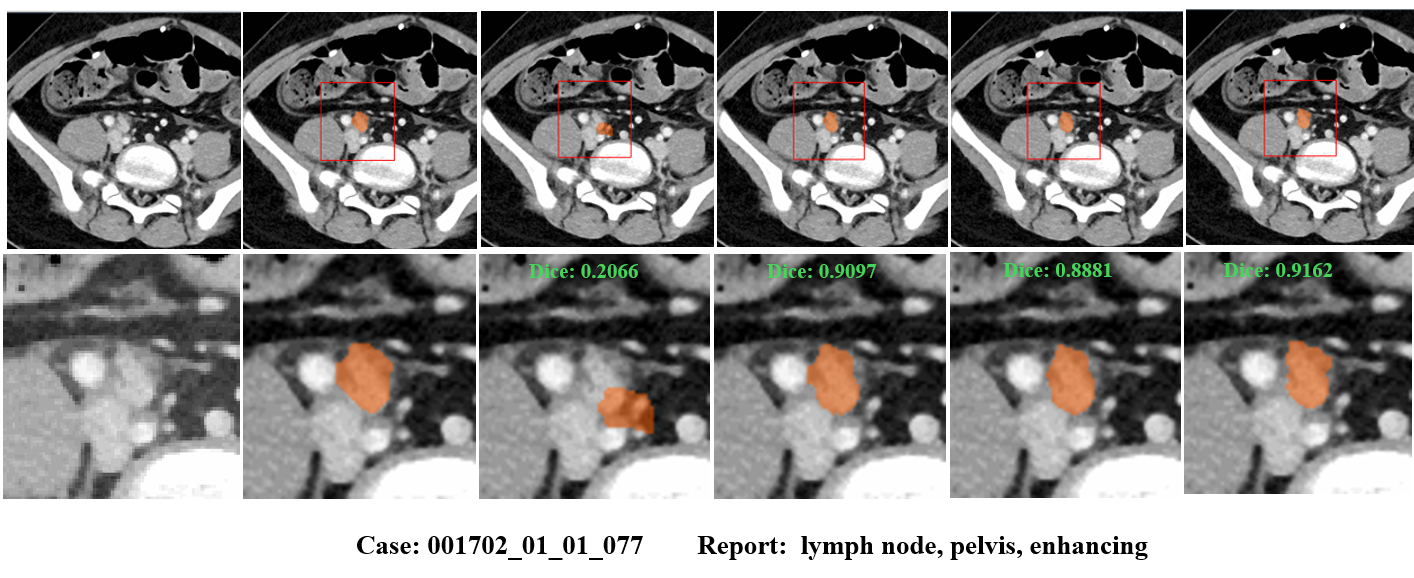 Dice: 0.2066
Dice: 0.9097
Dice: 0.8881
Dice: 0.9162
Case: 001702_01_01_077 Report: lymph node, pelvis, enhancing